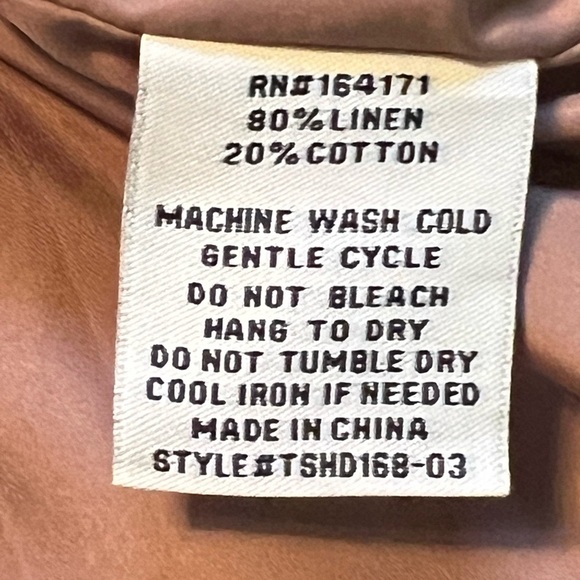 RN#164171
80%LINEN
20%COTTON
MACHINE WASH COLD
GENTLE CYCLE
DO NOT BLEACH
HANG TO DRY
DO NOT TUMBLE DRY
COOL IRON IF NEEDED
MADE IN CHINA
STYLE#TSHD168-03